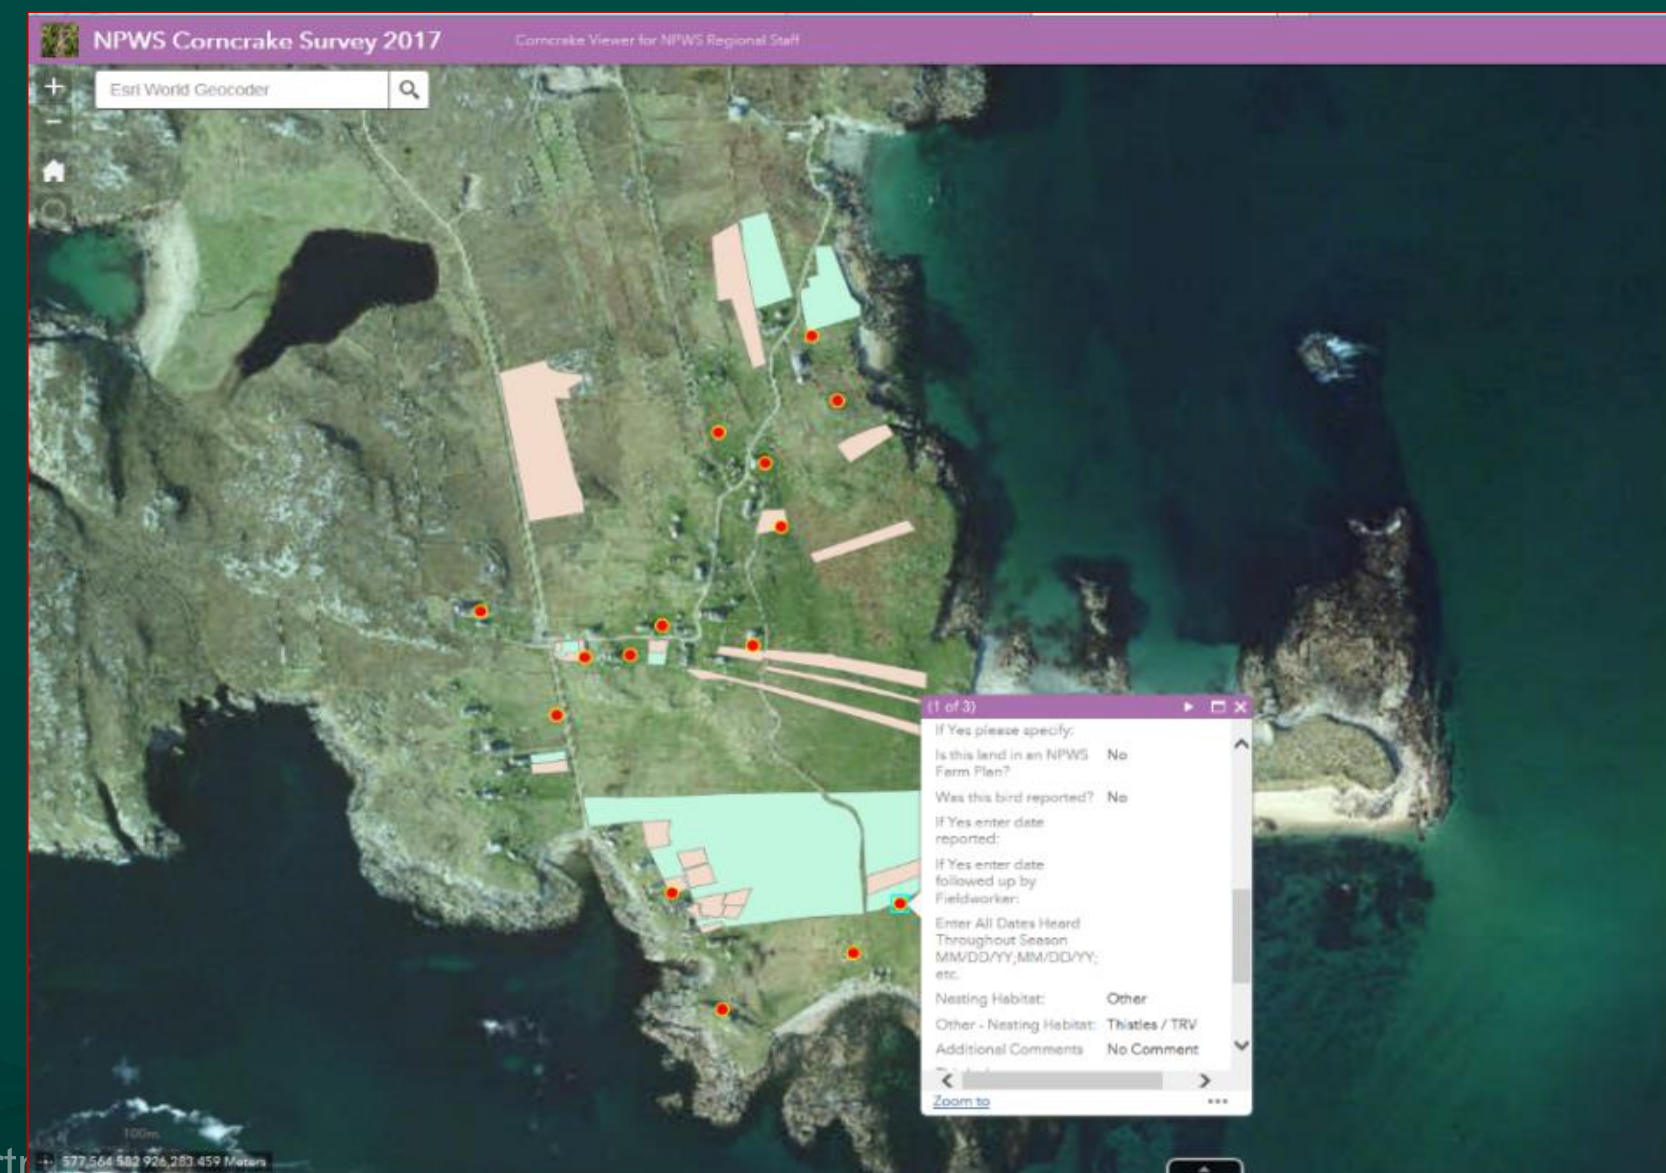 NPWS Corncrake Survey 2017
Corncrake Viewer for NPWS Regional Staff
Esri World Geocoder
(1 of 3)
If Yes please specify:
Is this land in an NPWS No
Farm Plan?
Was this bird reported? No
If Yes enter date
reported:
If Yes enter date
followed up by
Fieldworker:
Enter All Dates Heard
Throughout Season
MM/DD/YY;MM/DD/YY;
etc.
Nesting Habitat: Other
Other - Nesting Habitat: Thistles / TRV
Additional Comments No Comment
Zoom to
100m
577,564.582 926,283.459 Meters